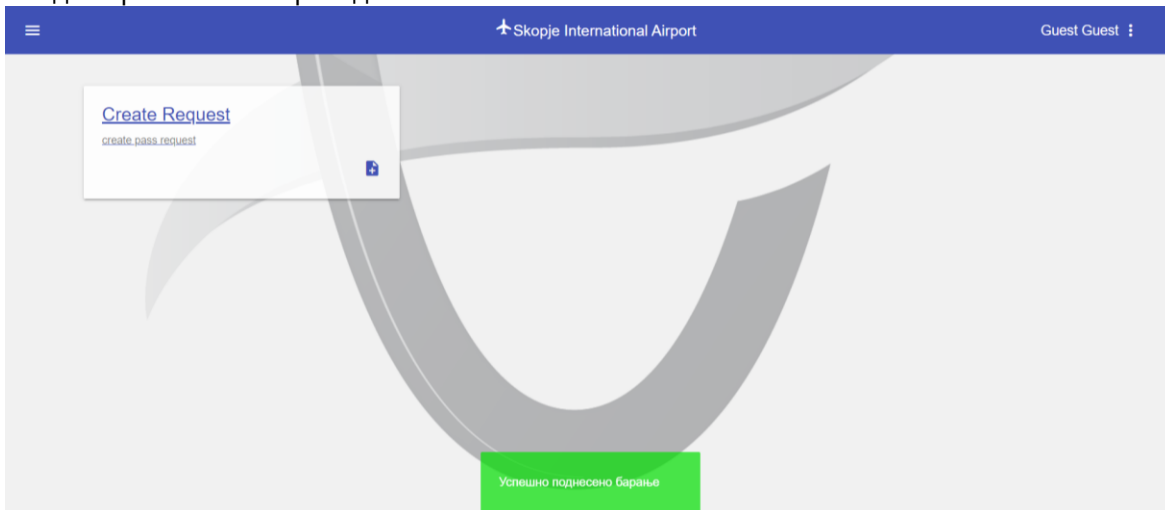 Skopje International Airport
Guest Guest
Create Request
create pass request
Успешно поднесено барање